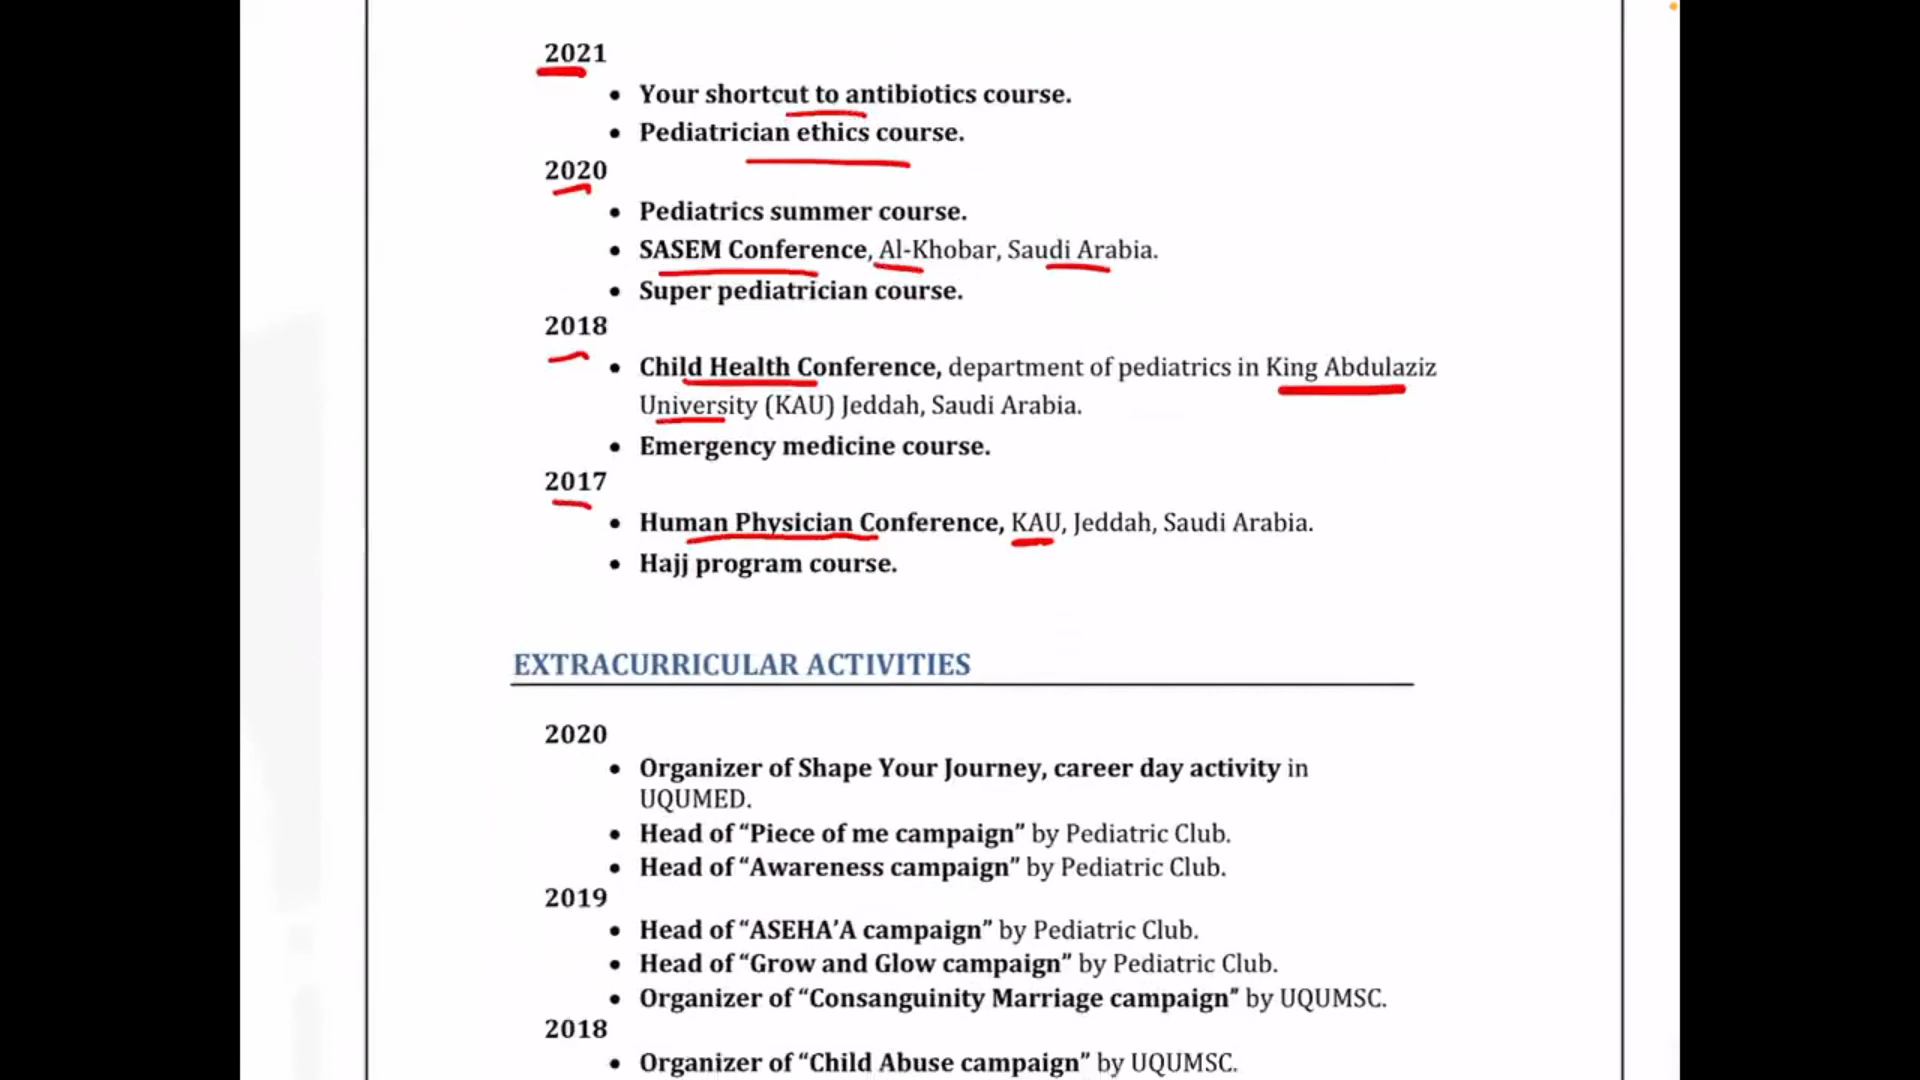 2021
• Your shortcut to antibiotics course.
• Pediatrician ethics course.
2020
• Pediatrics summer course.
• SASEM Conference, Al-Khobar, Saudi Arabia.
• Super pediatrician course.
2018
• Child Health Conference, department of pediatrics in King Abdulaziz
University (KAU) Jeddah, Saudi Arabia.
• Emergency medicine course.
2017
• Human Physician Conference, KAU, Jeddah, Saudi Arabia.
• Hajj program course.
EXTRACURRICULAR ACTIVITIES
2020
• Organizer of Shape Your Journey, career day activity in
UQUMED.
• Head of “Piece of me campaign” by Pediatric Club.
• Head of “Awareness campaign” by Pediatric Club.
2019
• Head of “ASEHA’A campaign” by Pediatric Club.
• Head of “Grow and Glow campaign” by Pediatric Club.
• Organizer of “Consanguinity Marriage campaign” by UQUMSC.
2018
• Organizer of “Child Abuse campaign” by UQUMSC.